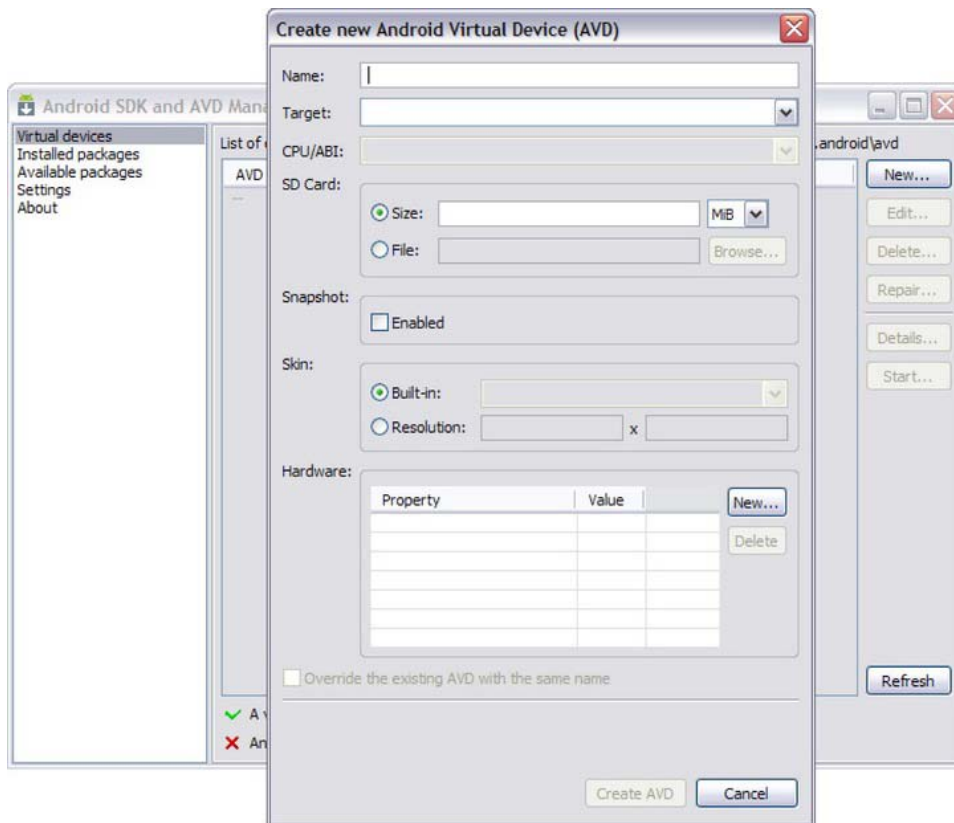 Create new Android Virtual Device (AVD)
Name:
Target:
CPU/ABI:
SD Card:
Size:
MiB
File:
Browse...
Snapshot:
Enabled
Skin:
Built-in:
Resolution:
x
Hardware:
Property Value
New...
Delete
Override the existing AVD with the same name
Create AVD
Cancel
Android SDK and AVD
Virtual devices
Installed packages
Available packages
Settings
About
List of
.android\avd
AVD
--
New...
Edit...
Delete...
Repair...
Details...
Start...
Refresh
A
An